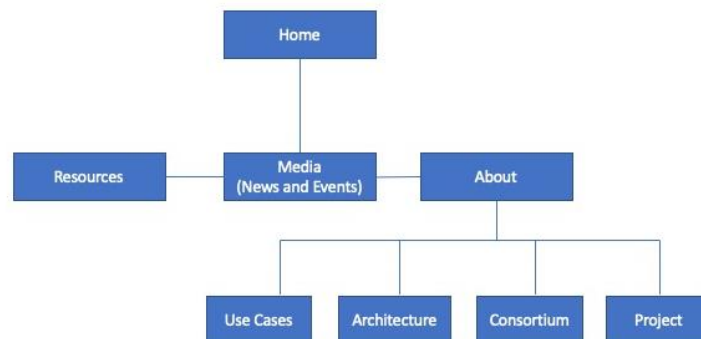 Home
Resources
Media
(News and Events)
About
Use Cases
Architecture
Consortium
Project